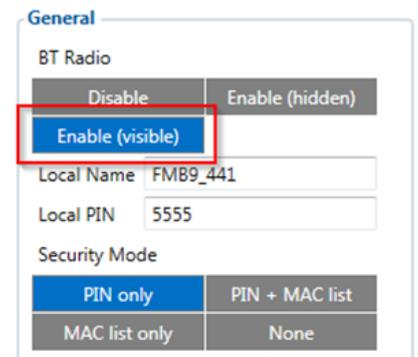 General
BT Radio
Disable Enable (hidden)
Enable (visible)
Local Name FMB9_441
Local PIN 5555
Security Mode
PIN only PIN + MAC list
MAC list only None